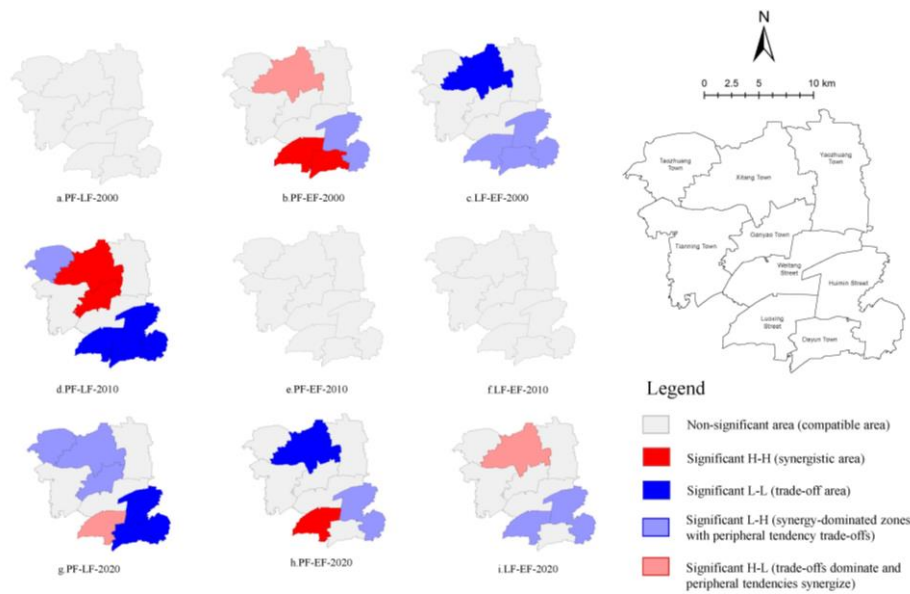 N
0 2.5 5 10 km
Taozhuang
Town
Xitang Town
Yaozhuang
Town
Tianning Town
Ganyao Town
Weitang
Street
Huimin Street
Luoxing
Street
Dayun Town
a.PF-LF-2000
b.PF-EF-2000
c.LF-EF-2000
d.PF-LF-2010
e.PF-EF-2010
f.LF-EF-2010
g.PF-LF-2020
h.PF-EF-2020
i.LF-EF-2020
Legend
Non-significant area (compatible area)
Significant H-H (synergistic area)
Significant L-L (trade-off area)
Significant L-H (synergy-dominated zones
with peripheral tendency trade-offs)
Significant H-L (trade-offs dominate and
peripheral tendencies synergize)